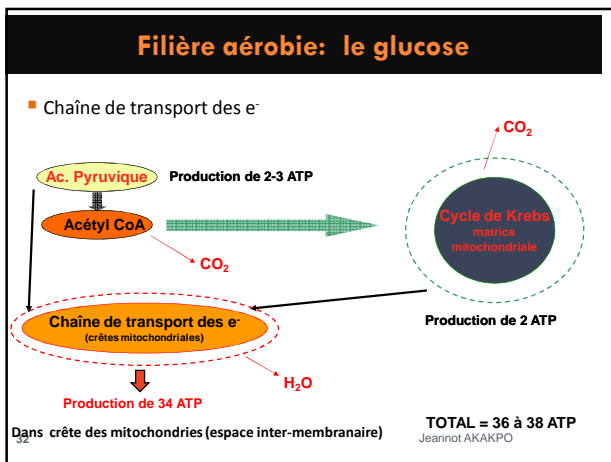 Filière aérobie: le glucose
Chaîne de transport des e-
CO2
Ac. Pyruvique
Production de 2-3 ATP
Acétyl CoA
Cycle de Krebs
matrice
mitochondriale
CO2
Chaîne de transport des e-
(crêtes mitochondriales)
Production de 2 ATP
H2O
Production de 34 ATP
TOTAL = 36 à 38 ATP
Dans crête des mitochondries (espace inter-membranaire)
32
Jeannot AKAKPO